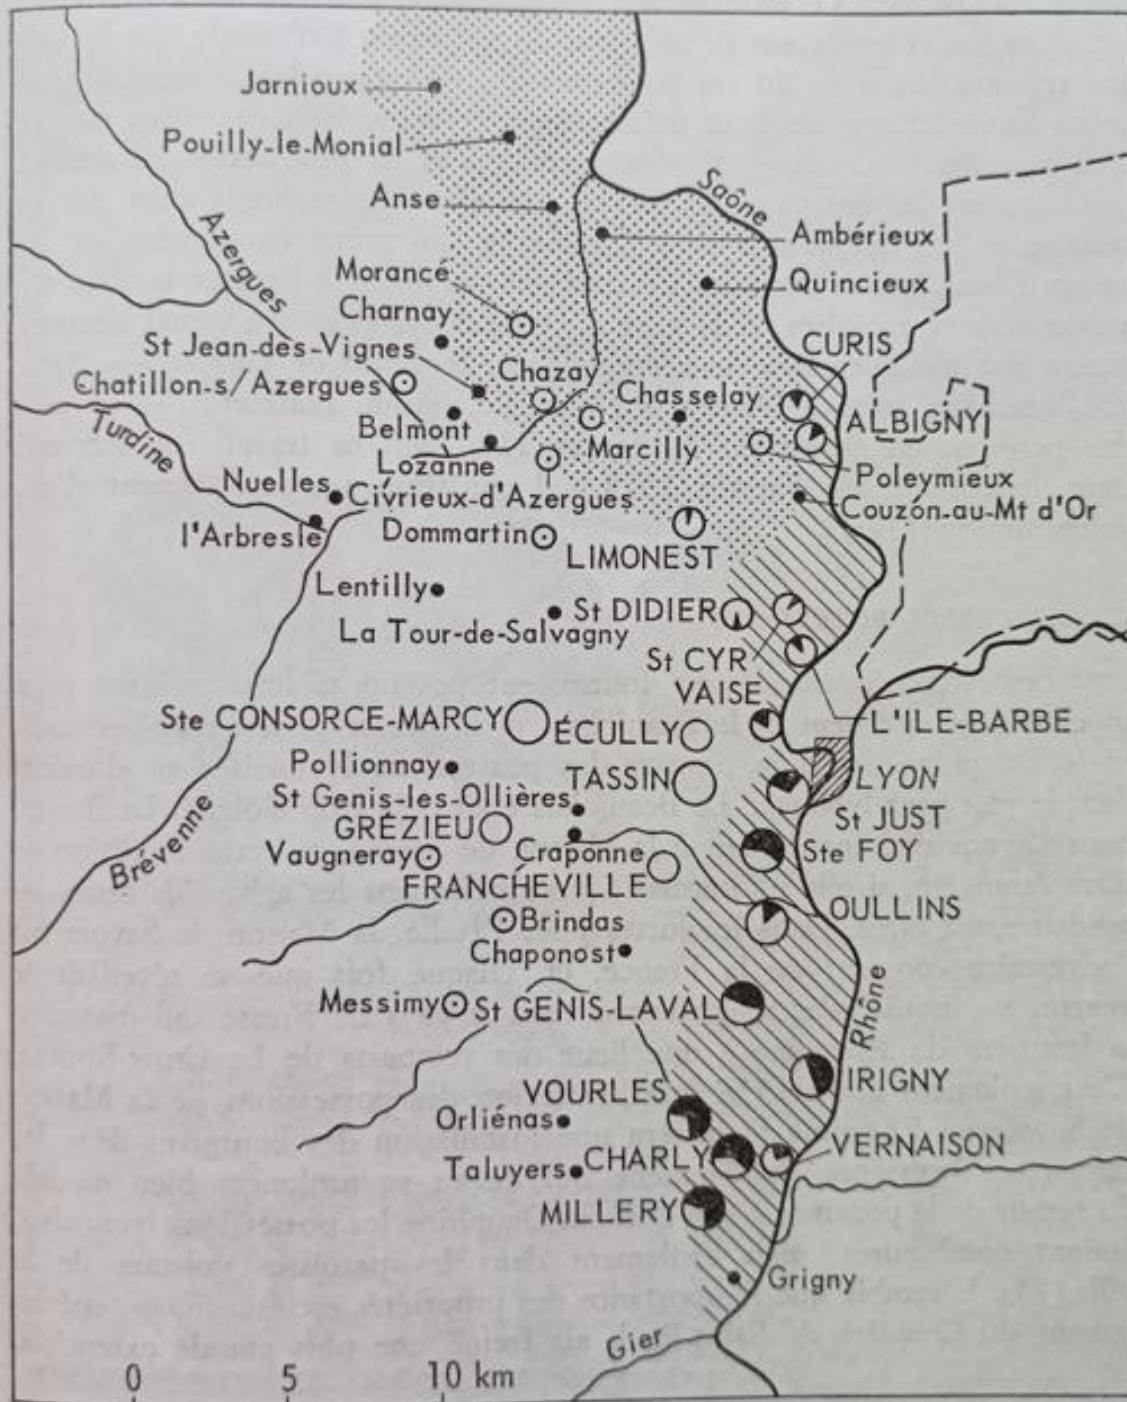 Jarnioux
Pouilly-le-Monial
Saône
Anse
Azergues
Ambérieux
Morancé
Quincieux
Charnay
St Jean-des-Vignes
CURIS
Chazay
Chatillon-s/Azergues
Chasselay
ALBIGNY
Turdine
Belmont
Marcilly
Lozanne
Poleymieux
Nuelles
Civrieux-d'Azergues
Couzon-au-Mt d'Or
l'Arbresle
Dommartin
LIMONEST
Lentilly
St DIDIER
La Tour-de-Salvagny
St CYR
VAISE
Ste CONSORCE-MARCY
ÉCULLY
L'ILE-BARBE
Pollionnay
TASSIN
LYON
St Genis-les-Ollières
St JUST
GRÉZIEU
Brévenne
Vaugneray
Craponne
Ste FOY
FRANCHEVILLE
OULLINS
Brindas
Chaponost
Messimy
St GENIS-LAVAL
Rhône
VOURLES
IRIGNY
Orliénas
CHARLY
VERNAISON
Taluyers
MILLERY
Grigny
Gier
0 5 10 km